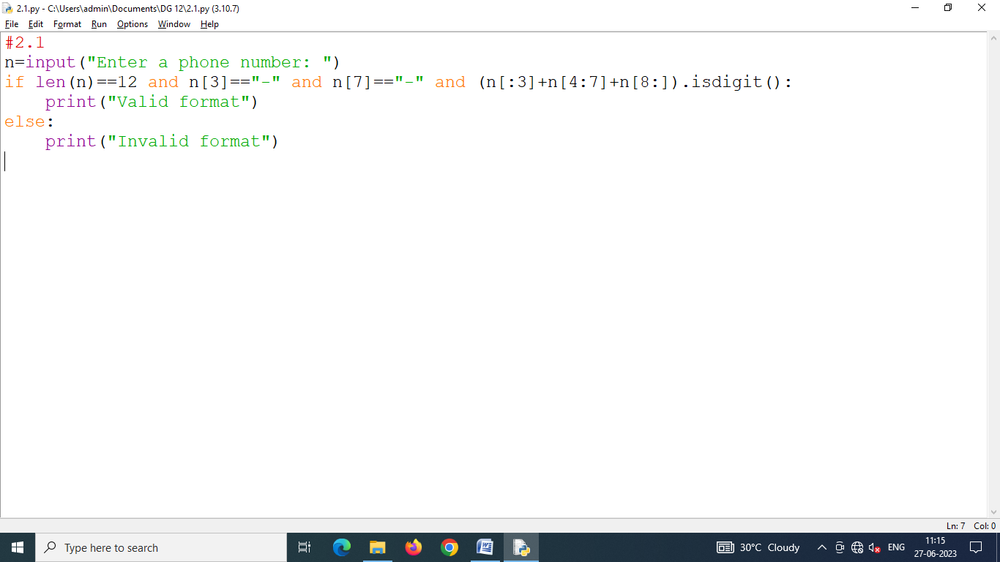 2.1.py - C:\Users\admin\Documents\DG 12\2.1.py (3.10.7)
File Edit Format Run Options Window Help
#2.1
n=input("Enter a phone number: ")
if len(n)==12 and n[3]=="-" and n[7]=="-" and (n[:3]+n[4:7]+n[8:]).isdigit():
    print("Valid format")
else:
    print("Invalid format")
Ln: 7 Col: 0
Type here to search
30°C Cloudy
ENG
11:15
27-06-2023